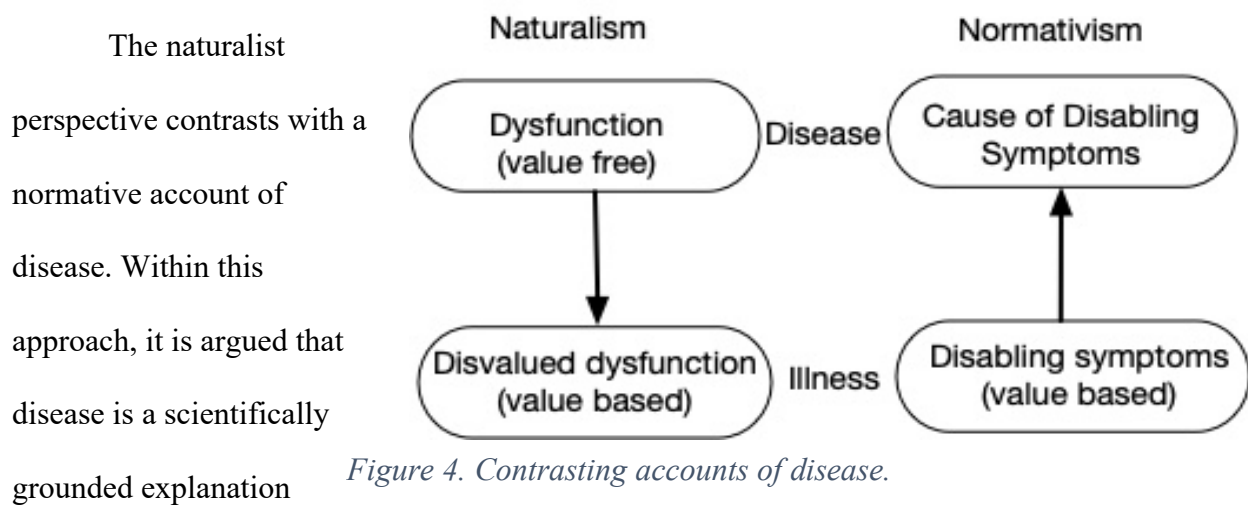 The naturalist
perspective contrasts with a
normative account of
disease. Within this
approach, it is argued that
disease is a scientifically
grounded explanation
Naturalism
Normativism
Dysfunction
(value free)
Disease
Cause of Disabling
Symptoms
Disvalued dysfunction
(value based)
Illness
Disabling symptoms
(value based)
Figure 4. Contrasting accounts of disease.